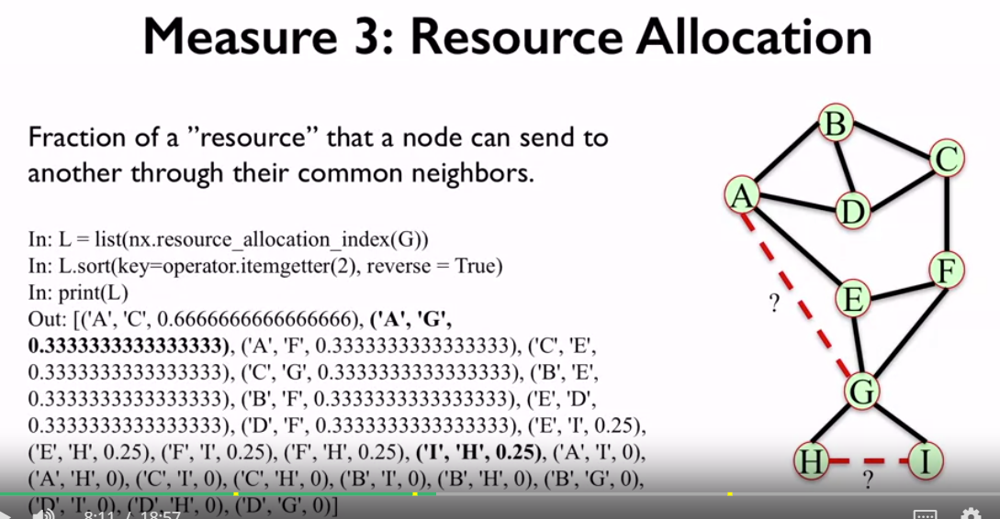 Measure 3: Resource Allocation
Fraction of a ”resource” that a node can send to
another through their common neighbors.
In: L = list(nx.resource_allocation_index(G))
In: L.sort(key=operator.itemgetter(2), reverse = True)
In: print(L)
Out: [('A', 'C', 0.6666666666666666), ('A', 'G',
0.3333333333333333), ('A', 'F', 0.3333333333333333), ('C', 'E',
0.3333333333333333), ('C', 'G', 0.3333333333333333), ('B', 'E',
0.3333333333333333), ('B', 'F', 0.3333333333333333), ('E', 'D',
0.3333333333333333), ('D', 'F', 0.3333333333333333), ('E', 'I', 0.25),
('E', 'H', 0.25), ('F', 'I', 0.25), ('F', 'H', 0.25), ('I', 'H', 0.25), ('A', 'I', 0),
('A', 'H', 0), ('C', 'I', 0), ('C', 'H', 0), ('B', 'I', 0), ('B', 'H', 0), ('B', 'G', 0),
('D', 'I', 0), ('D', 'H', 0), ('D', 'G', 0)]
8:11 / 18:57
B
C
A
D
F
E
?
G
H
I
?